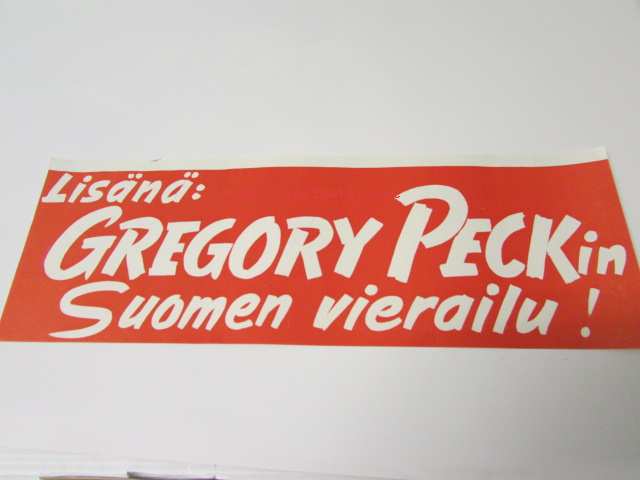 Lisänä:
GREGORY PECKin
Suomen vierailu !